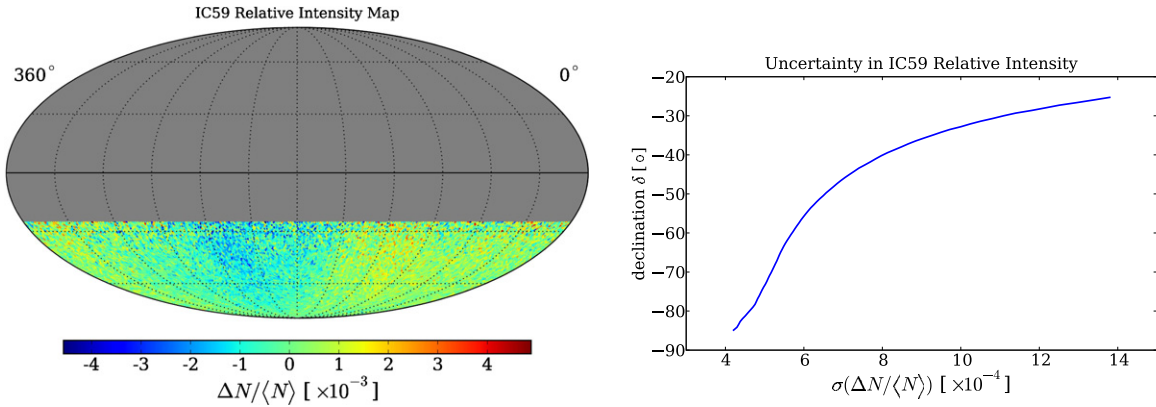 IC59 Relative Intensity Map
360°
0°
-4 -3 -2 -1 0 1 2 3 4
ΔN/⟨N⟩ [ ×10⁻³]
Uncertainty in IC59 Relative Intensity
−20
−30
−40
−50
−60
−70
−80
−90
declination δ [∘]
4 6 8 10 12 14
σ(ΔN/⟨N⟩) [ ×10⁻⁴]